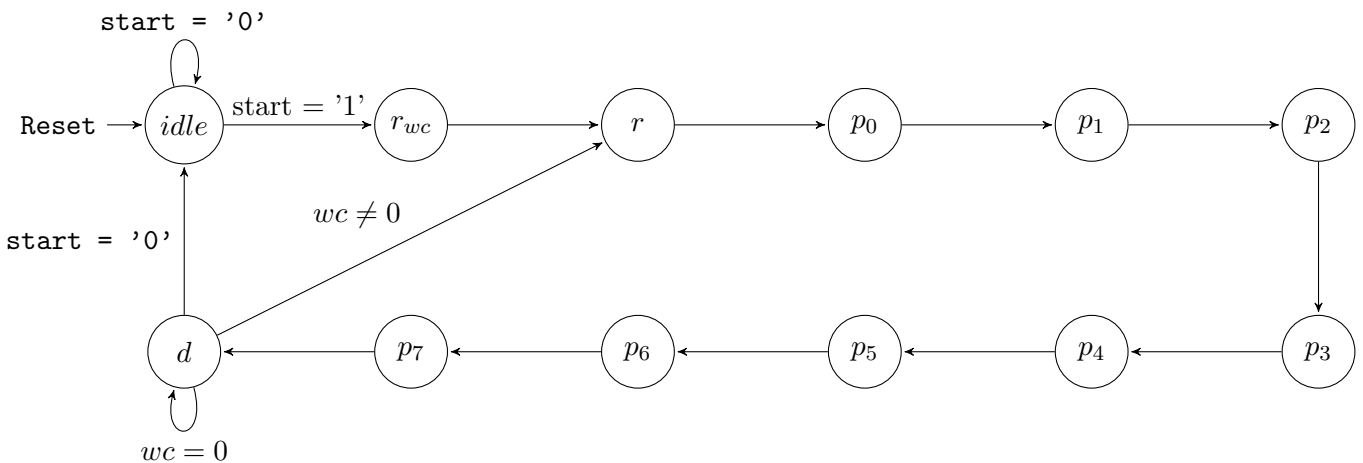 start = '0'
Reset
idle
start = '1'
r_wc
r
p_0
p_1
p_2
wc ≠ 0
start = '0'
d
p_7
p_6
p_5
p_4
p_3
wc = 0